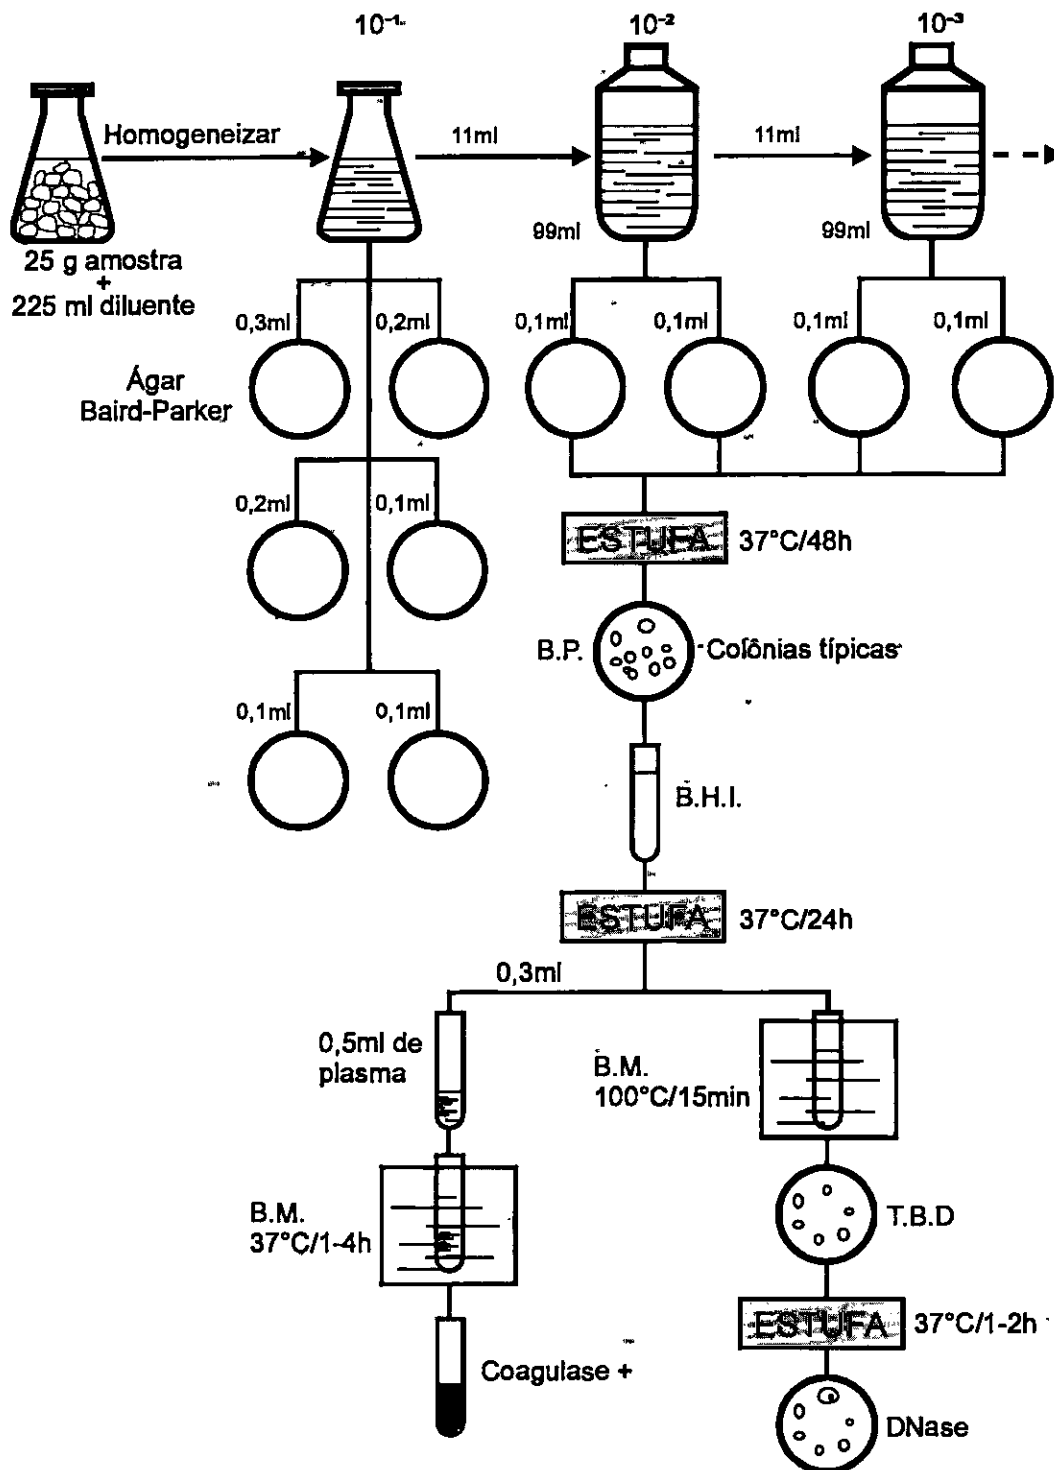 10⁻¹
10⁻²
10⁻³
Homogeneizar
11ml
11ml
99ml
99ml
25 g amostra
+
225 ml diluente
0,3ml
0,2ml
0,1ml
0,1ml
0,1ml
0,1ml
Ágar
Baird-Parker
0,2ml
0,1ml
ESTUFA
37°C/48h
B.P.
Colônias típicas
0,1ml
0,1ml
B.H.I.
ESTUFA
37°C/24h
0,3ml
0,5ml de
plasma
B.M.
100°C/15min
B.M.
37°C/1-4h
T.B.D
ESTUFA
37°C/1-2h
Coagulase +
DNase